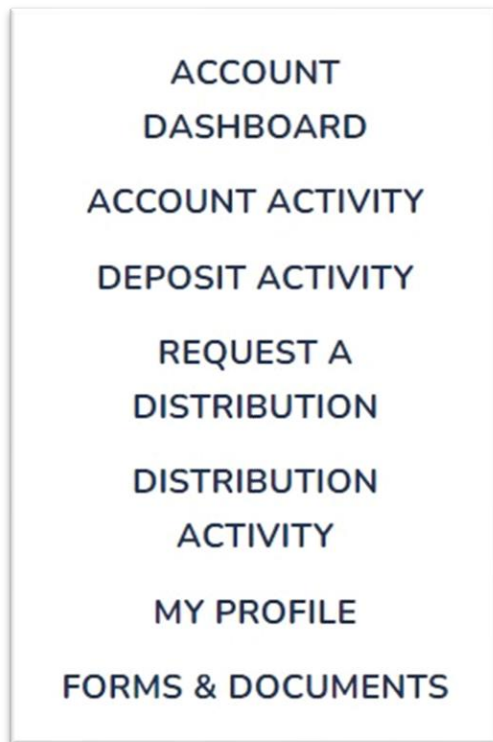 ACCOUNT
DASHBOARD
ACCOUNT ACTIVITY
DEPOSIT ACTIVITY
REQUEST A
DISTRIBUTION
DISTRIBUTION
ACTIVITY
MY PROFILE
FORMS & DOCUMENTS